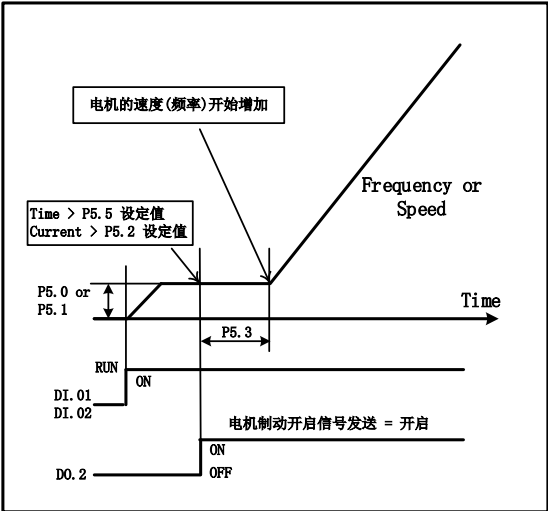 电机的速度(频率)开始增加
Frequency or
Speed
Time > P5.5 设定值
Current > P5.2 设定值
P5.0 or
P5.1
Time
P5.3
RUN
ON
DI.01
DI.02
电机制动开启信号发送 = 开启
ON
DO.2
OFF